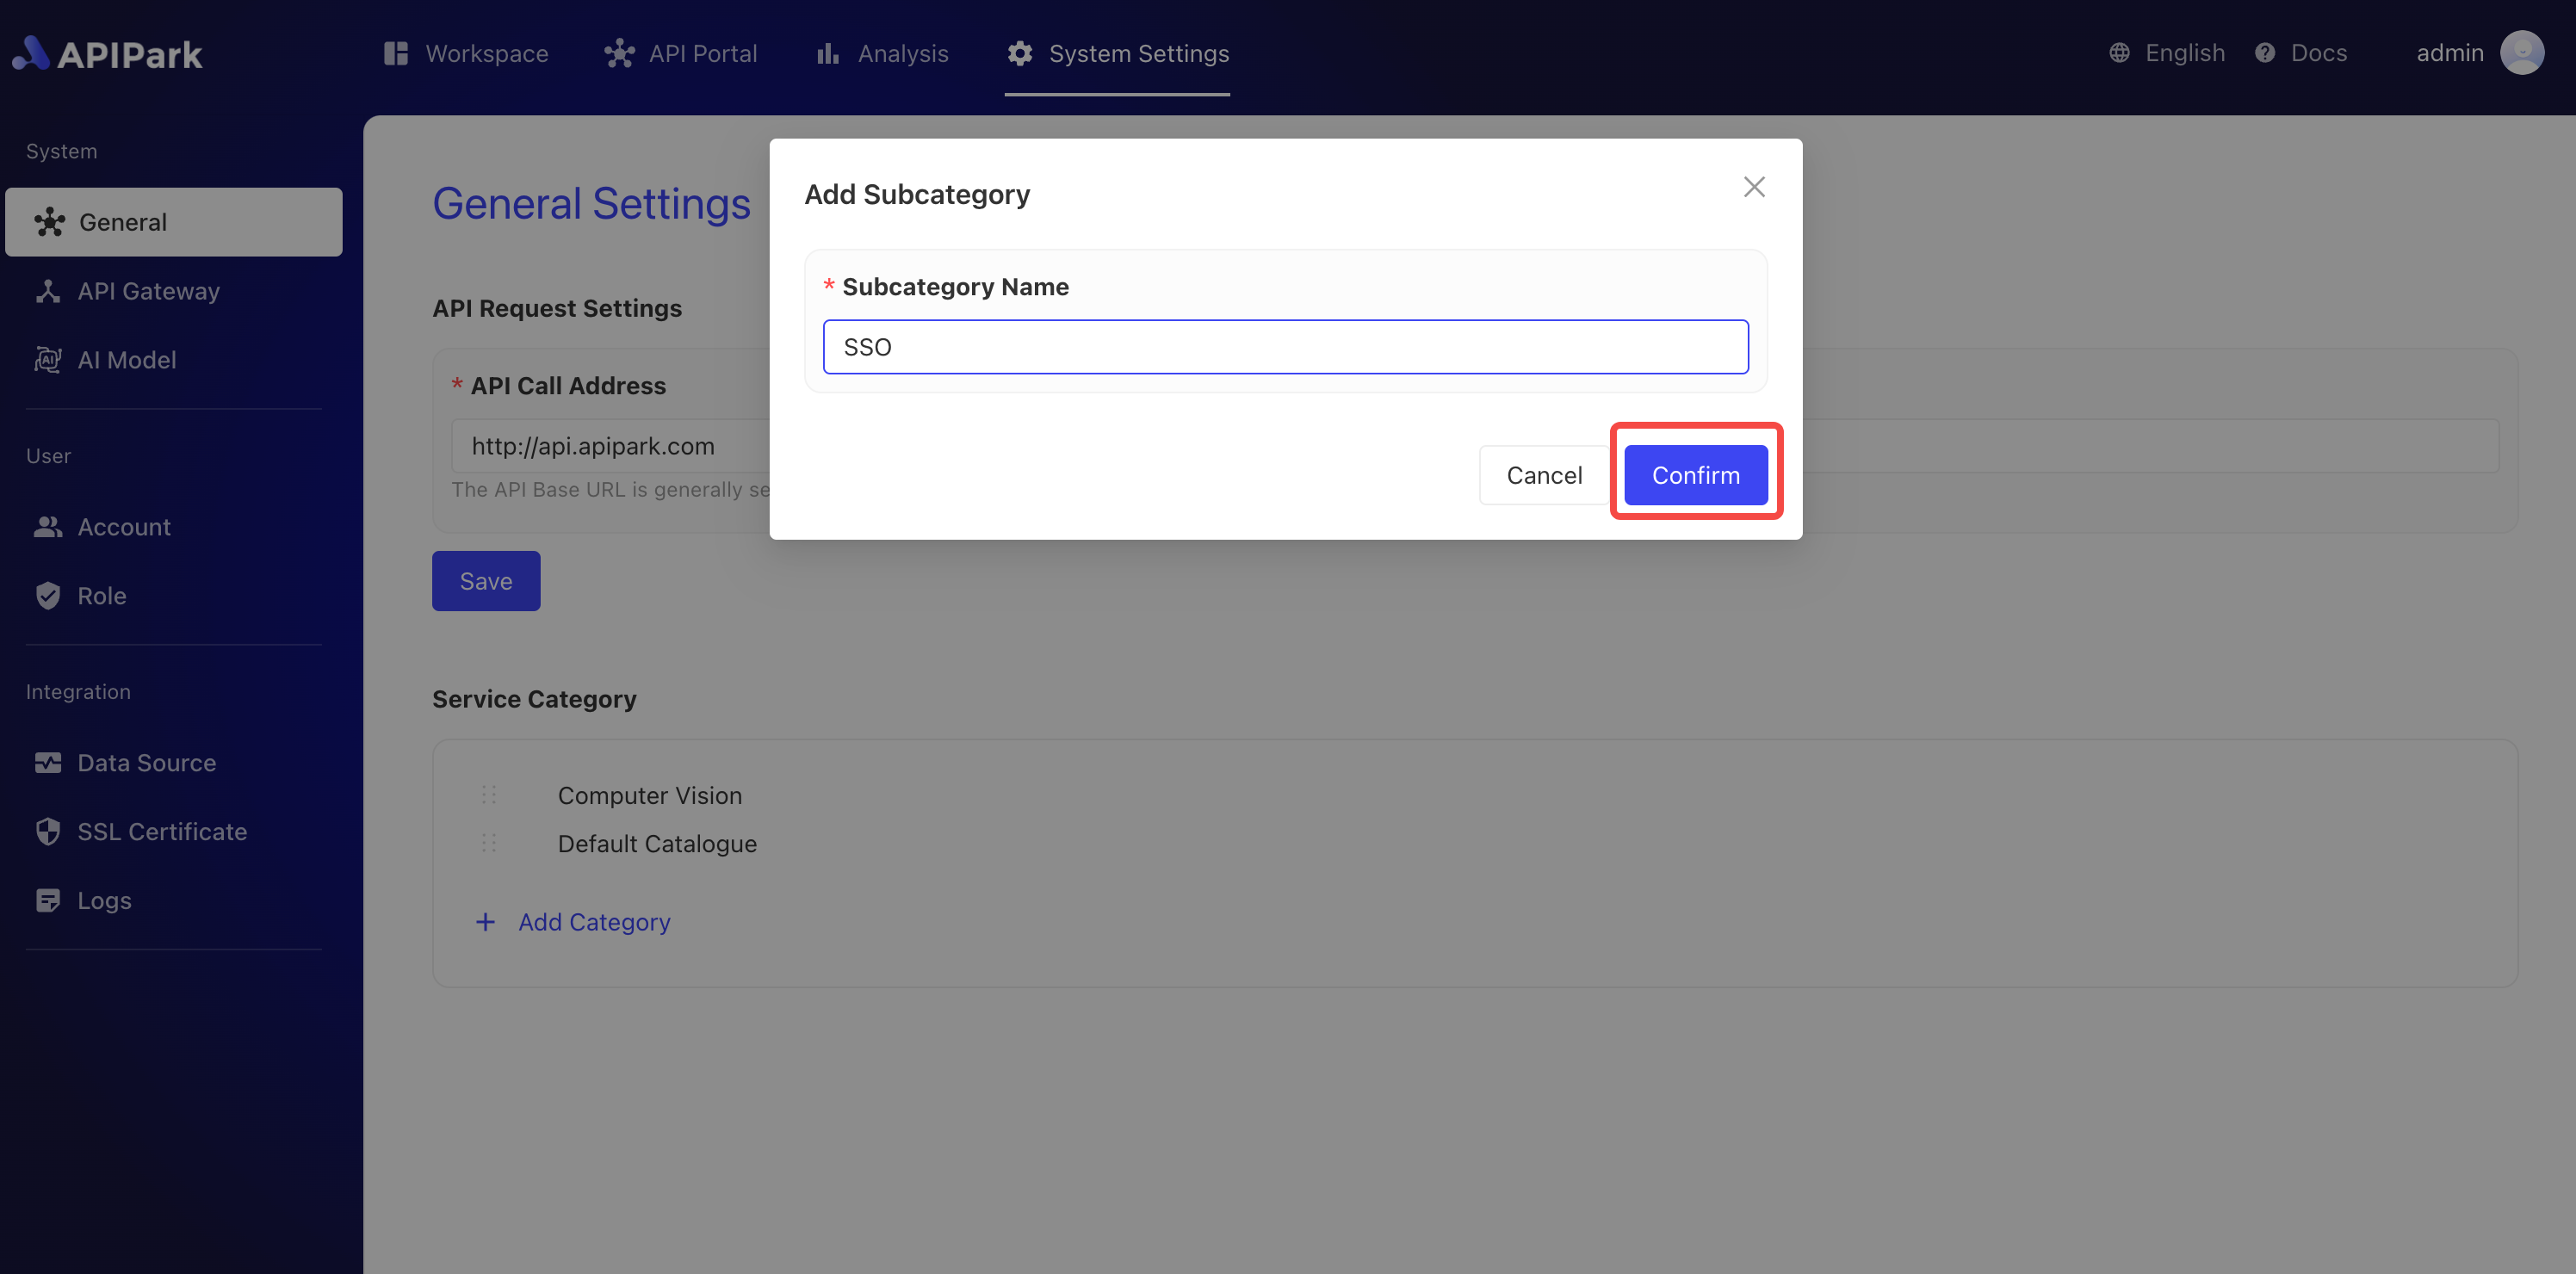 APIPark
Workspace
API Portal
Analysis
System Settings
English
Docs
admin
System
General
API Gateway
AI Model
User
Account
Role
Integration
Data Source
SSL Certificate
Logs
General Settings
API Request Settings
* API Call Address
http://api.apipark.com
The API Base URL is generally se
Save
Service Category
Computer Vision
Default Catalogue
+ Add Category
Add Subcategory
* Subcategory Name
SSO
Cancel
Confirm